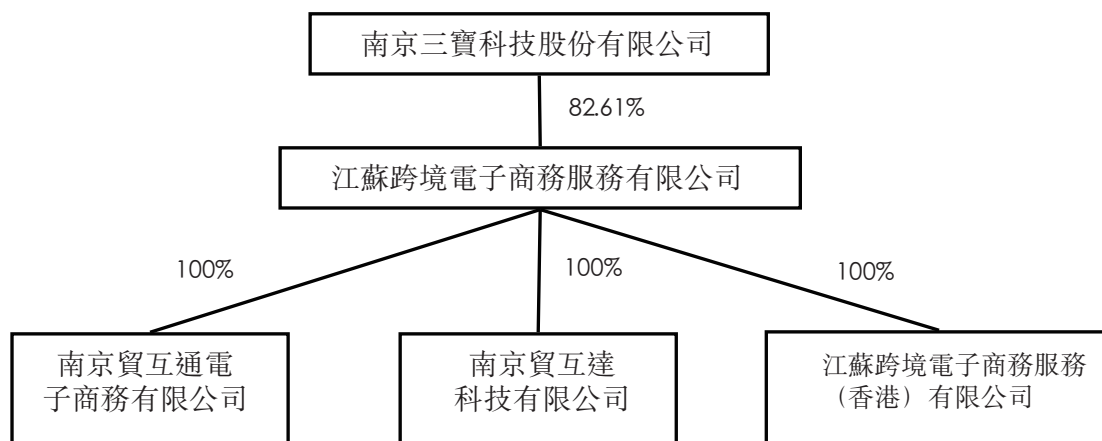 南京三寶科技股份有限公司
82.61%
江蘇跨境電子商務服務有限公司
100%
100%
100%
南京貿互通電
子商務有限公司
南京貿互達
科技有限公司
江蘇跨境電子商務服務
（香港）有限公司